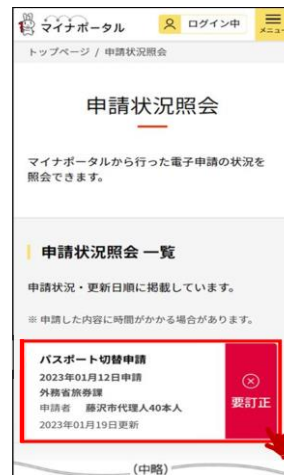 マイナポータル
ログイン中
メニュー
トップページ / 申請状況照会
申請状況照会
マイナポータルから行った電子申請の状況を
照会できます。
申請状況照会 一覧
申請状況・更新日順に掲載しています。
※ 申請した内容に時間がかかる場合があります。
パスポート切替申請
2023年01月12日申請
外務省旅券課
申請者 藤沢市代理人40本人
2023年01月19日更新
要訂正
(中略)